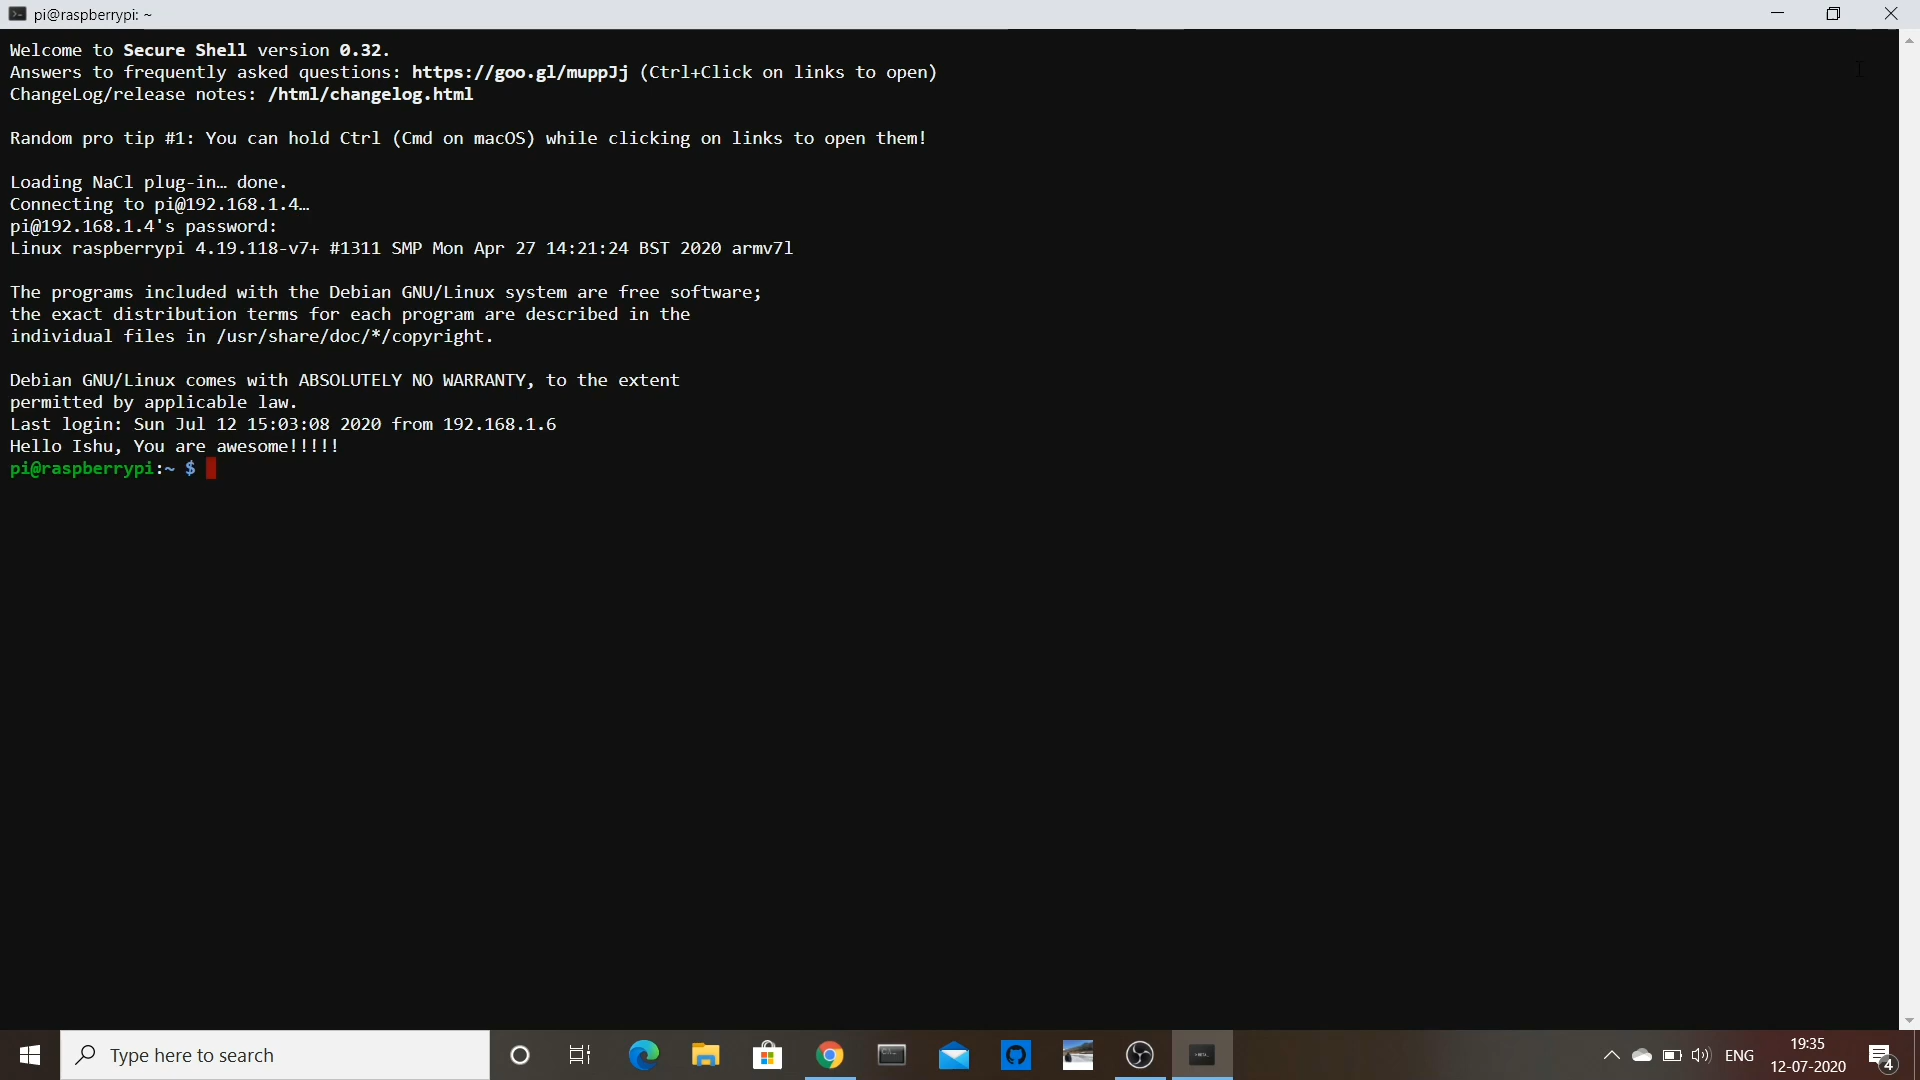 pi@raspberrypi: ~
Welcome to Secure Shell version 0.32.
Answers to frequently asked questions: https://goo.gl/muppJj (Ctrl+Click on links to open)
ChangeLog/release notes: /html/changelog.html
Random pro tip #1: You can hold Ctrl (Cmd on macOS) while clicking on links to open them!
Loading NaCl plug-in… done.
Connecting to pi@192.168.1.4…
pi@192.168.1.4's password:
Linux raspberrypi 4.19.118-v7+ #1311 SMP Mon Apr 27 14:21:24 BST 2020 armv7l
The programs included with the Debian GNU/Linux system are free software;
the exact distribution terms for each program are described in the
individual files in /usr/share/doc/*/copyright.
Debian GNU/Linux comes with ABSOLUTELY NO WARRANTY, to the extent
permitted by applicable law.
Last login: Sun Jul 12 15:03:08 2020 from 192.168.1.6
Hello Ishu, You are awesome!!!!!
pi@raspberrypi:~ $
Type here to search
ENG
19:35
12-07-2020
4